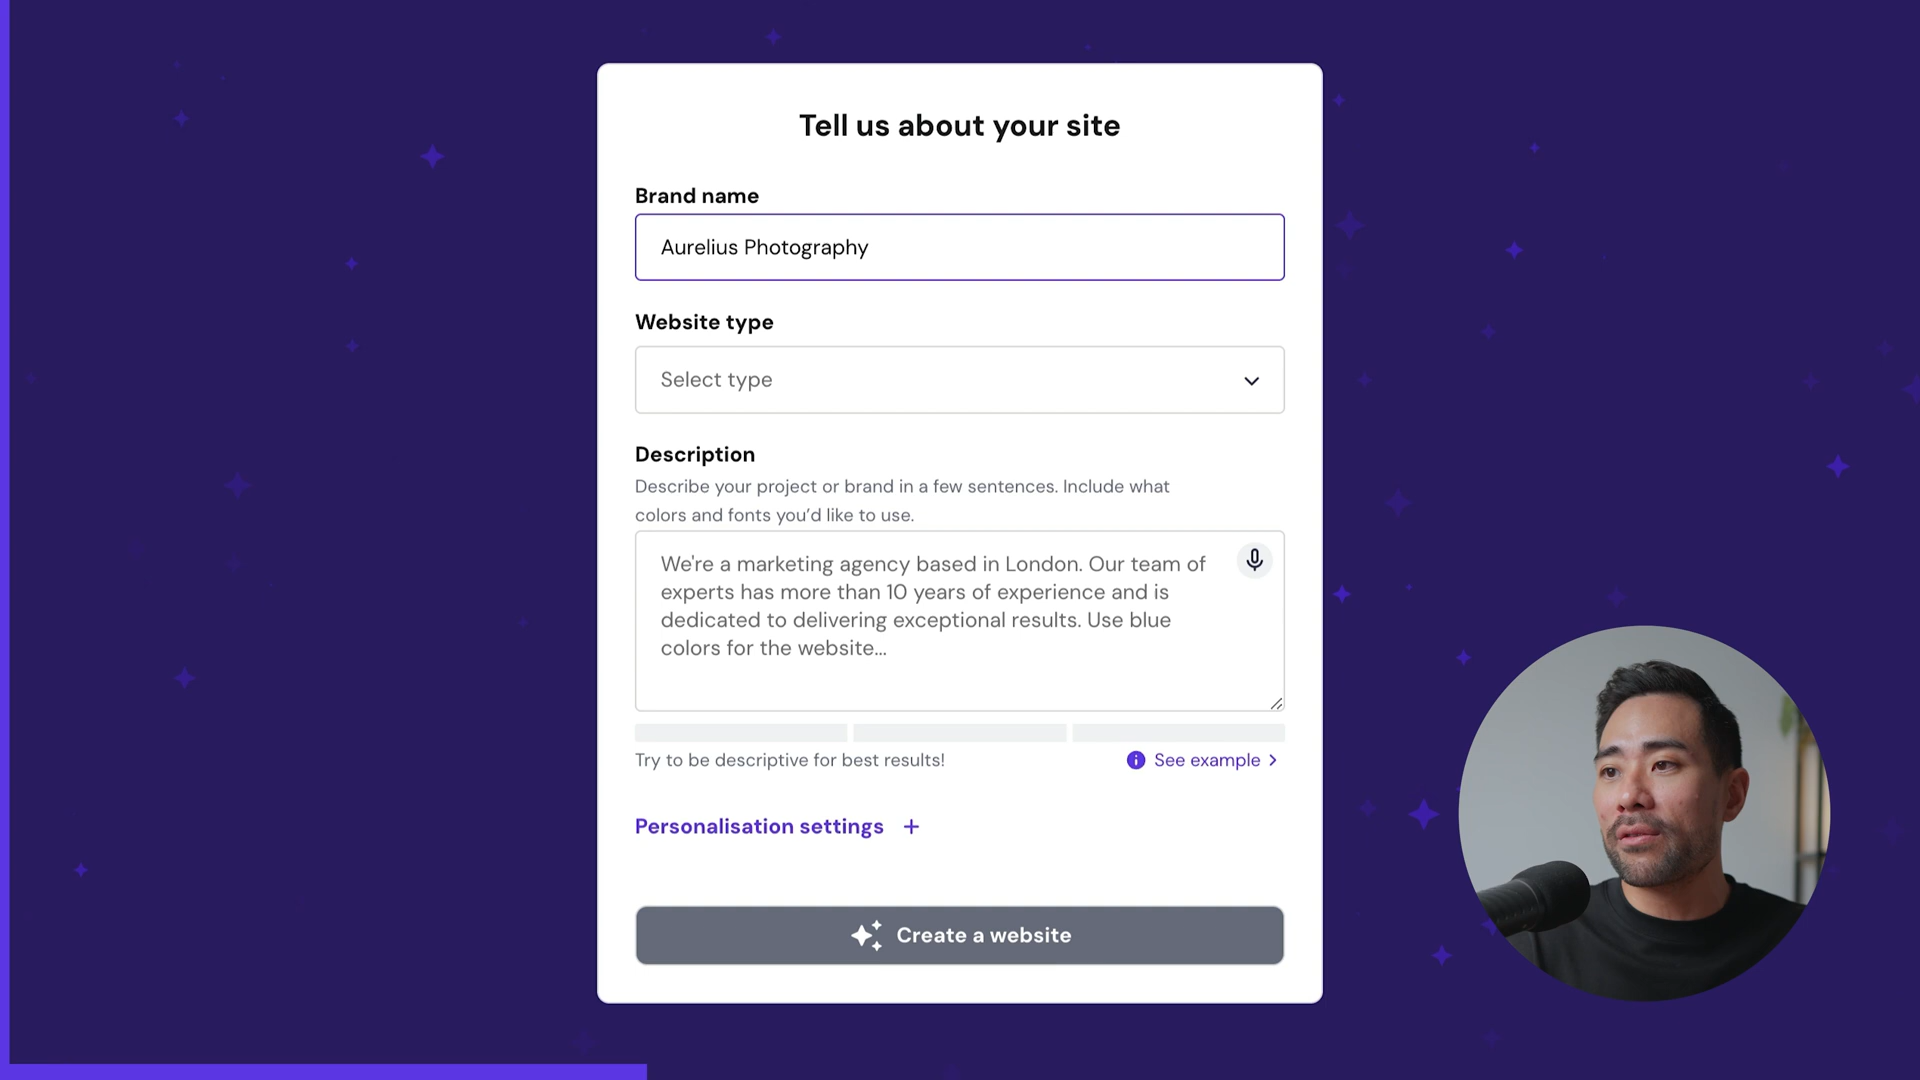 Tell us about your site
Brand name
Aurelius Photography
Website type
Select type
Description
Describe your project or brand in a few sentences. Include what
colors and fonts you’d like to use.
We're a marketing agency based in London. Our team of
experts has more than 10 years of experience and is
dedicated to delivering exceptional results. Use blue
colors for the website...
Try to be descriptive for best results!
See example
Personalisation settings +
Create a website